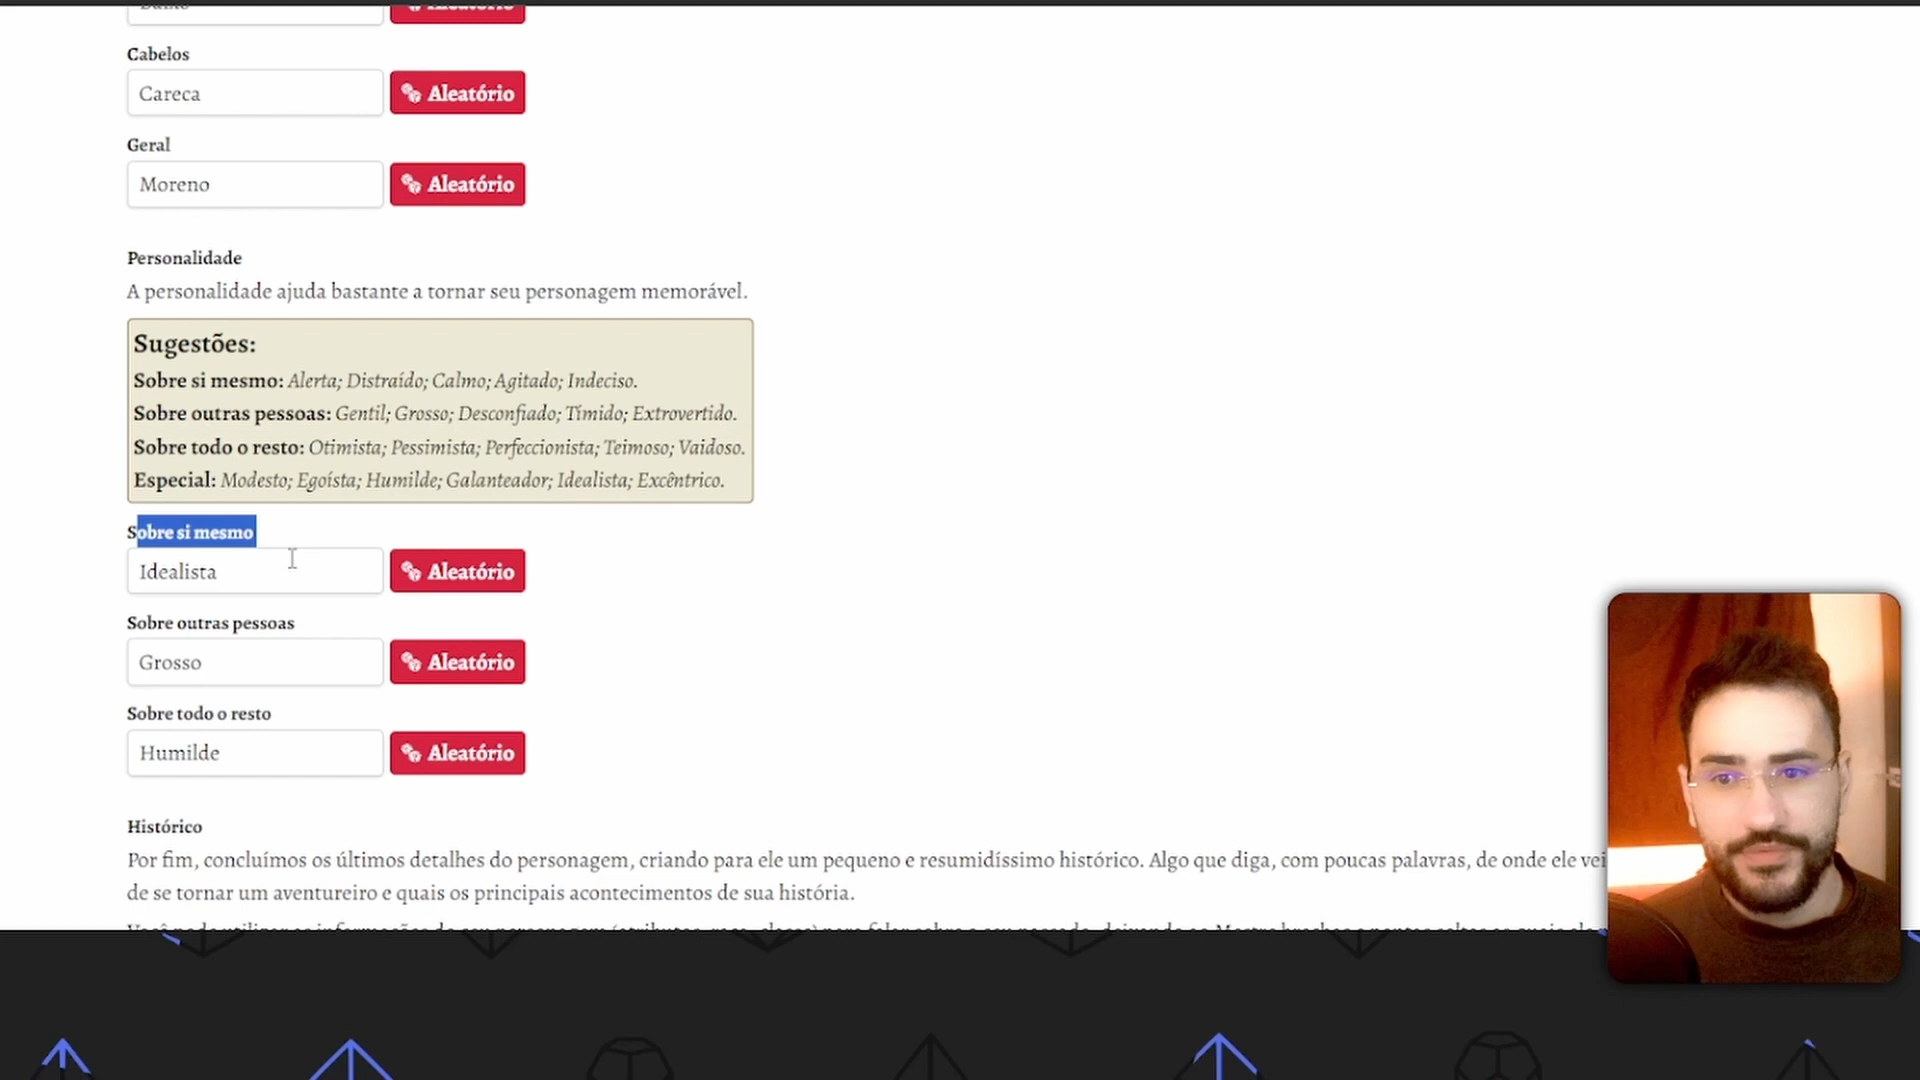 Aleatório
Cabelos
Careca
Aleatório
Geral
Moreno
Aleatório
Personalidade
A personalidade ajuda bastante a tornar seu personagem memorável.
Sugestões:
Sobre si mesmo: Alerta; Distraído; Calmo; Agitado; Indeciso.
Sobre outras pessoas: Gentil; Grosso; Desconfiado; Tímido; Extrovertido.
Sobre todo o resto: Otimista; Pessimista; Perfeccionista; Teimoso; Vaidoso.
Especial: Modesto; Egoísta; Humilde; Galanteador; Idealista; Excêntrico.
Sobre si mesmo
Idealista
Aleatório
Sobre outras pessoas
Grosso
Aleatório
Sobre todo o resto
Humilde
Aleatório
Histórico
Por fim, concluímos os últimos detalhes do personagem, criando para ele um pequeno e resumidíssimo histórico. Algo que diga, com poucas palavras, de onde ele vei
de se tornar um aventureiro e quais os principais acontecimentos de sua história.